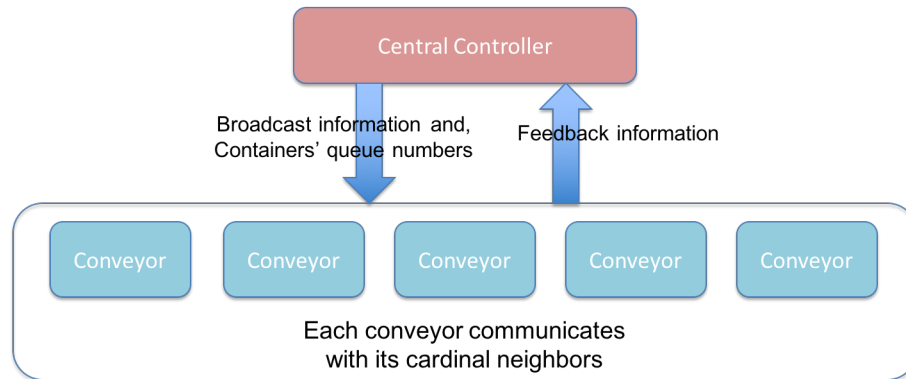 Central Controller
Broadcast information and,
Containers' queue numbers
Feedback information
Conveyor
Conveyor
Conveyor
Conveyor
Conveyor
Each conveyor communicates
with its cardinal neighbors